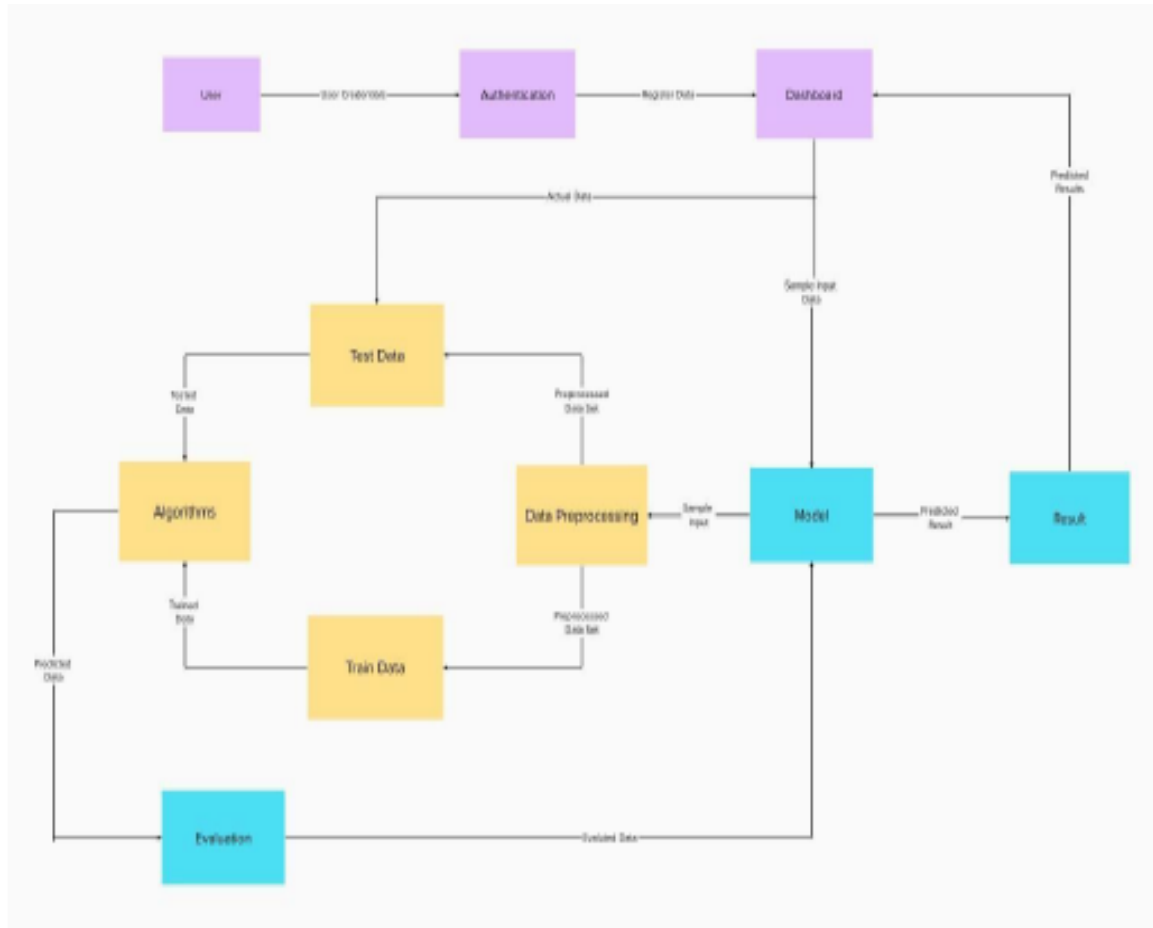 User
User Credentials
Authentication
Register Data
Dashboard
Predicted
Results
Actual Data
Sample Input
Data
Test Data
Tested
Data
Preprocessed
Data Set
Algorithms
Data Preprocessing
Sample
Input
Model
Predicted
Result
Result
Trained
Data
Preprocessed
Data Set
Train Data
Predicted
Data
Evaluation
Data